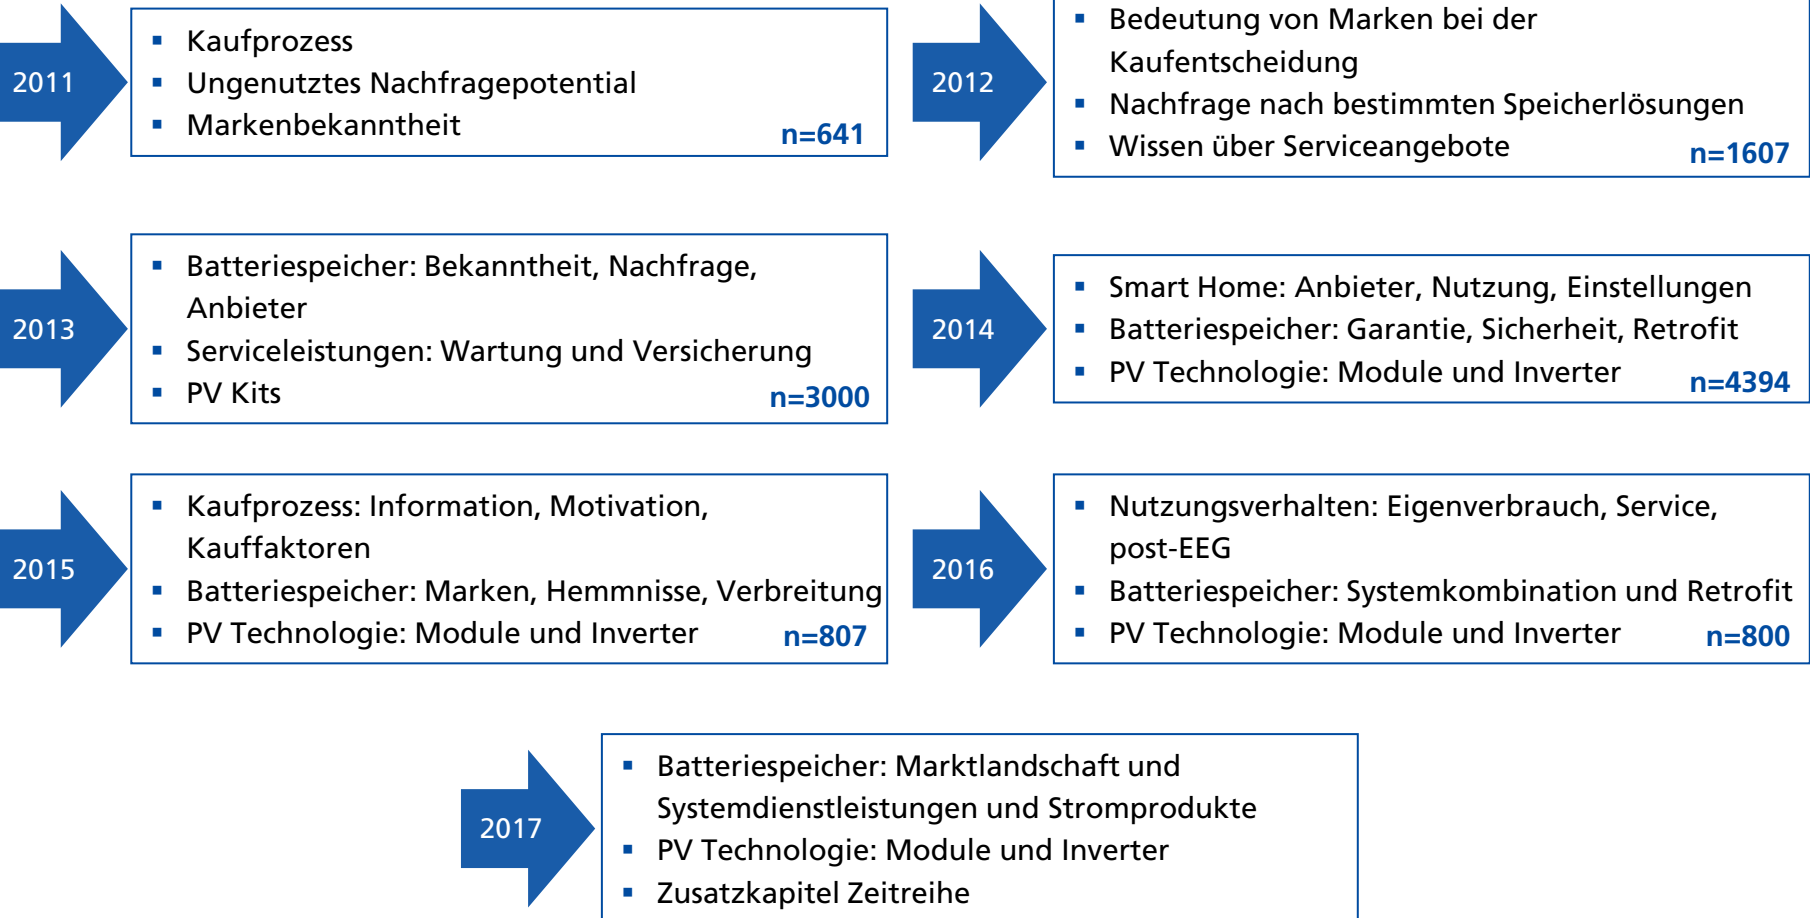 2011
Kaufprozess
Ungenutztes Nachfragepotential
Markenbekanntheit
n=641
2012
Bedeutung von Marken bei der
Kaufentscheidung
Nachfrage nach bestimmten Speicherlösungen
Wissen über Serviceangebote
n=1607
2013
Batteriespeicher: Bekanntheit, Nachfrage,
Anbieter
Serviceleistungen: Wartung und Versicherung
PV Kits
n=3000
2014
Smart Home: Anbieter, Nutzung, Einstellungen
Batteriespeicher: Garantie, Sicherheit, Retrofit
PV Technologie: Module und Inverter
n=4394
2015
Kaufprozess: Information, Motivation,
Kauffaktoren
Batteriespeicher: Marken, Hemmnisse, Verbreitung
PV Technologie: Module und Inverter
n=807
2016
Nutzungsverhalten: Eigenverbrauch, Service,
post-EEG
Batteriespeicher: Systemkombination und Retrofit
PV Technologie: Module und Inverter
n=800
2017
Batteriespeicher: Marktlandschaft und
Systemdienstleistungen und Stromprodukte
PV Technologie: Module und Inverter
Zusatzkapitel Zeitreihe